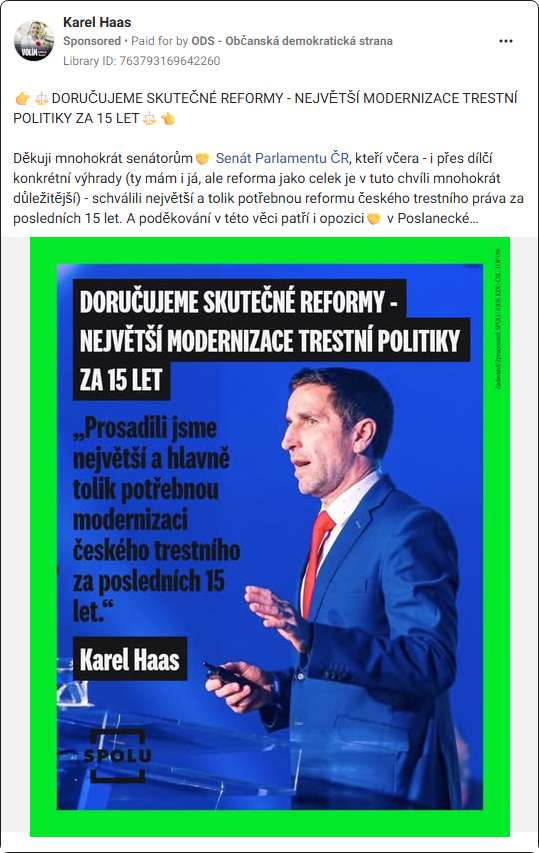 Karel Haas
Sponsored • Paid for by ODS - Občanská demokratická strana
Library ID: 763793169642260
👉⚖️DORUČUJEME SKUTEČNÉ REFORMY - NEJVĚTŠÍ MODERNIZACE TRESTNÍ
POLITIKY ZA 15 LET⚖️👈
Děkuji mnohokrát senátorům🤝 Senát Parlamentu ČR, kteří včera - i přes dílčí
konkrétní výhrady (ty mám i já, ale reforma jako celek je v tuto chvíli mnohokrát
důležitější) - schválili největší a tolik potřebnou reformu českého trestního práva za
posledních 15 let. A poděkování v této věci patří i opozici🤝 v Poslanecké...
DORUČUJEME SKUTEČNÉ REFORMY -
NEJVĚTŠÍ MODERNIZACE TRESTNÍ POLITIKY
ZA 15 LET
„Prosadili jsme
největší a hlavně
tolik potřebnou
modernizaci
českého trestního
za posledních 15
let.“
Karel Haas
SPOLU
VOLÍM